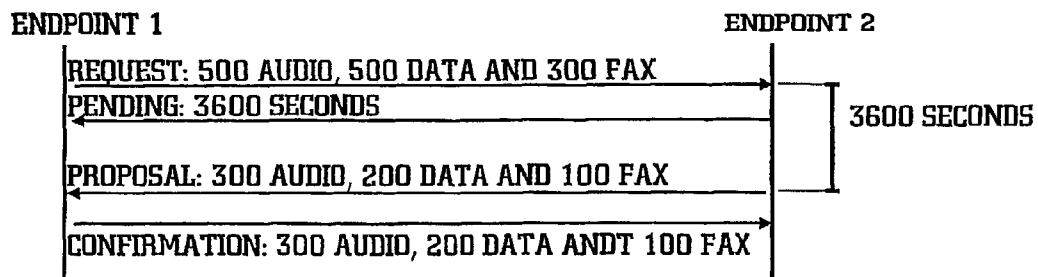 ENDPOINT 1
ENDPOINT 2
REQUEST: 500 AUDIO, 500 DATA AND 300 FAX
PENDING: 3600 SECONDS
3600 SECONDS
PROPOSAL: 300 AUDIO, 200 DATA AND 100 FAX
CONFIRMATION: 300 AUDIO, 200 DATA ANDT 100 FAX